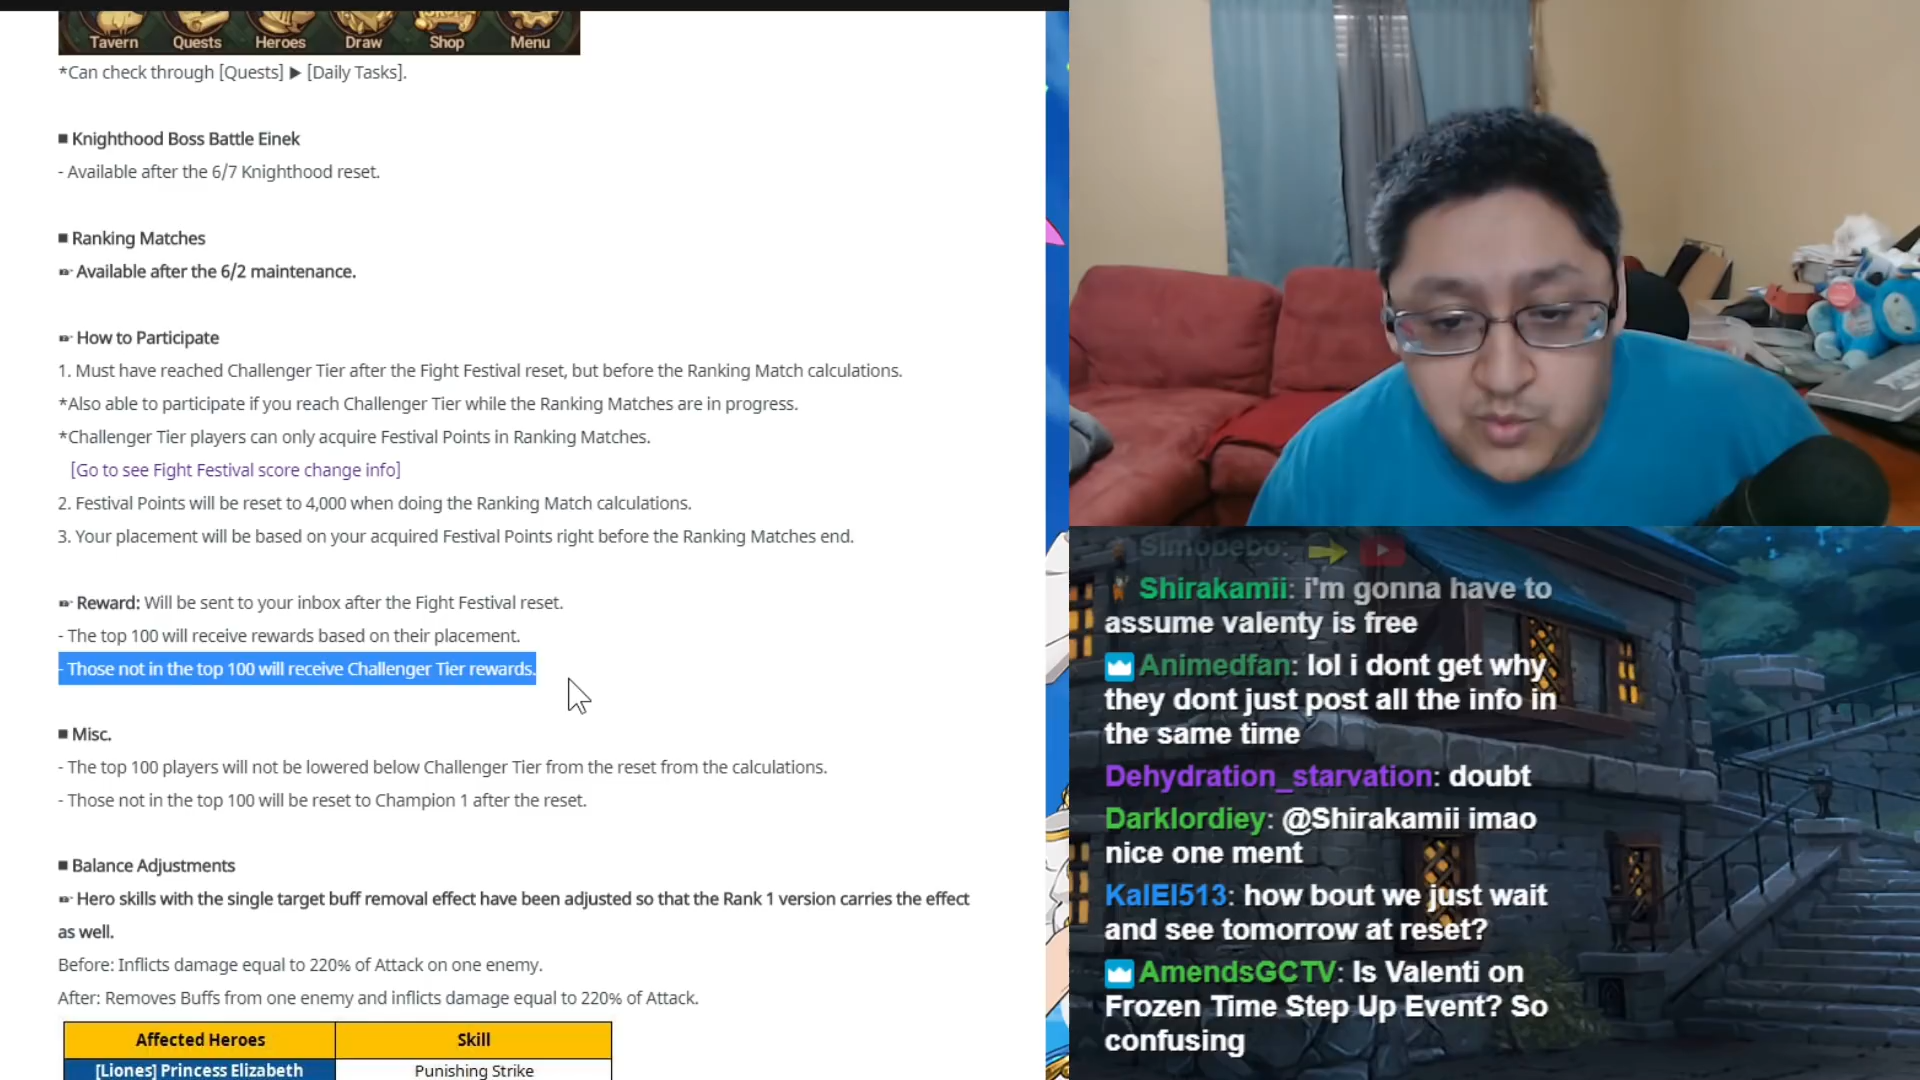 Tavern Quests Heroes Draw Shop Menu
*Can check through [Quests] ▶ [Daily Tasks].
■ Knighthood Boss Battle Einek
- Available after the 6/7 Knighthood reset.
■ Ranking Matches
☞ Available after the 6/2 maintenance.
☞ How to Participate
1. Must have reached Challenger Tier after the Fight Festival reset, but before the Ranking Match calculations.
*Also able to participate if you reach Challenger Tier while the Ranking Matches are in progress.
*Challenger Tier players can only acquire Festival Points in Ranking Matches.
[Go to see Fight Festival score change info]
2. Festival Points will be reset to 4,000 when doing the Ranking Match calculations.
3. Your placement will be based on your acquired Festival Points right before the Ranking Matches end.
☞ Reward: Will be sent to your inbox after the Fight Festival reset.
- The top 100 will receive rewards based on their placement.
- Those not in the top 100 will receive Challenger Tier rewards.
■ Misc.
- The top 100 players will not be lowered below Challenger Tier from the reset from the calculations.
- Those not in the top 100 will be reset to Champion 1 after the reset.
■ Balance Adjustments
☞ Hero skills with the single target buff removal effect have been adjusted so that the Rank 1 version carries the effect
as well.
Before: Inflicts damage equal to 220% of Attack on one enemy.
After: Removes Buffs from one enemy and inflicts damage equal to 220% of Attack.
Affected Heroes Skill
[Liones] Princess Elizabeth Punishing Strike
Simobebo:
Shirakamii: i'm gonna have to
assume valenty is free
Animedfan: lol i dont get why
they dont just post all the info in
the same time
Dehydration_starvation: doubt
Darklordiey: @Shirakamii imao
nice one ment
KalEl513: how bout we just wait
and see tomorrow at reset?
AmendsGCTV: Is Valenti on
Frozen Time Step Up Event? So
confusing